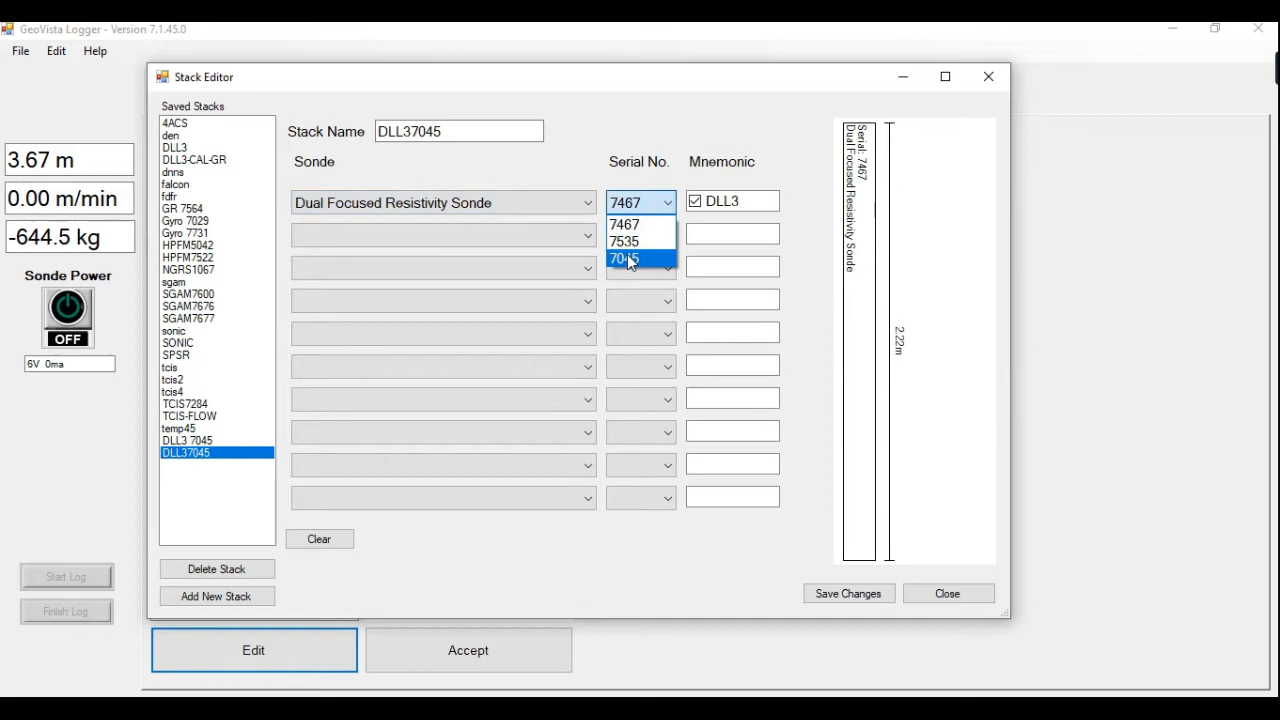 GeoVista Logger - Version 7.1.45.0
File Edit Help
Stack Editor
Saved Stacks
4ACS
den
DLL3
DLL3-CAL-GR
dnns
falcon
fdfr
GR 7564
Gyro 7029
Gyro 7731
HPFM5042
HPFM7522
NGRS1067
sgam
SGAM7600
SGAM7676
SGAM7677
sonic
SONIC
SPSR
tcis
tcis2
tcis4
TCIS7284
TCIS-FLOW
temp45
DLL3 7045
DLL37045
Stack Name DLL37045
Sonde Serial No. Mnemonic
Dual Focused Resistivity Sonde 7467 DLL3
7467
7535
7045
Serial: 7467
Dual Focused Resistivity Sonde
2.22m
3.67 m
0.00 m/min
-644.5 kg
Sonde Power
OFF
6V 0ma
Start Log
Finish Log
Clear
Delete Stack
Add New Stack
Save Changes Close
Edit Accept